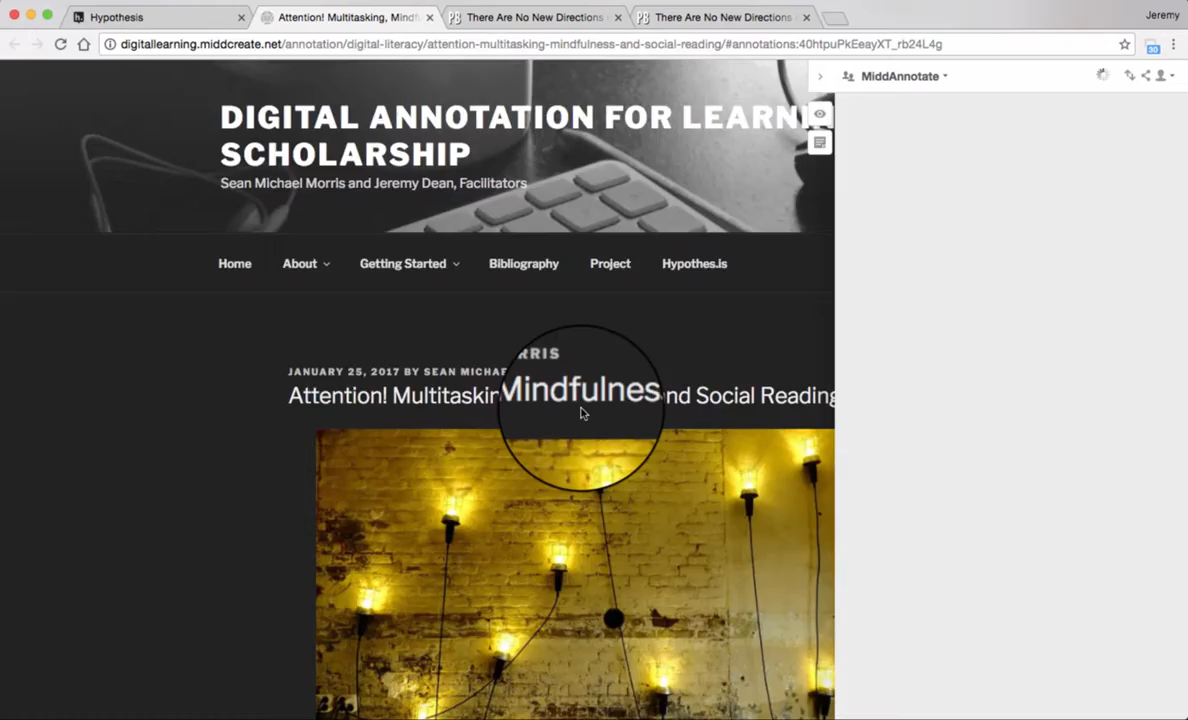 Hypothesis
Attention! Multitasking, Mindf
There Are No New Directions
There Are No New Directions
Jeremy
digitallearning.middcreate.net/annotation/digital-literacy/attention-multitasking-mindfulness-and-social-reading/#annotations:40htpuPkEeayXT_rb24L4g
30
MiddAnnotate
DIGITAL ANNOTATION FOR LEARNI
SCHOLARSHIP
Sean Michael Morris and Jeremy Dean, Facilitators
Home About Getting Started Bibliography Project Hypothes.is
RRIS
JANUARY 25, 2017 BY SEAN MICHAE
Attention! Multitaskin Mindfulnes nd Social Reading